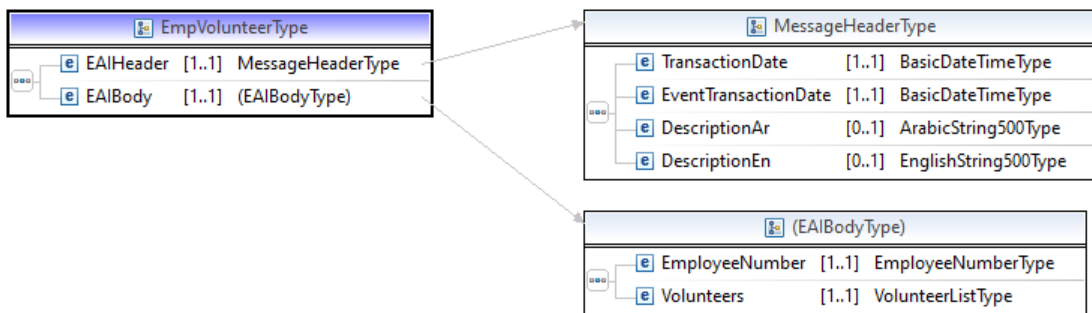 EmpVolunteerType
EAIHeader [1..1] MessageHeaderType
EAIBody [1..1] (EAIBodyType)
MessageHeaderType
TransactionDate [1..1] BasicDateTimeType
EventTransactionDate [1..1] BasicDateTimeType
DescriptionAr [0..1] ArabicString500Type
DescriptionEn [0..1] EnglishString500Type
(EAIBodyType)
EmployeeNumber [1..1] EmployeeNumberType
Volunteers [1..1] VolunteerListType